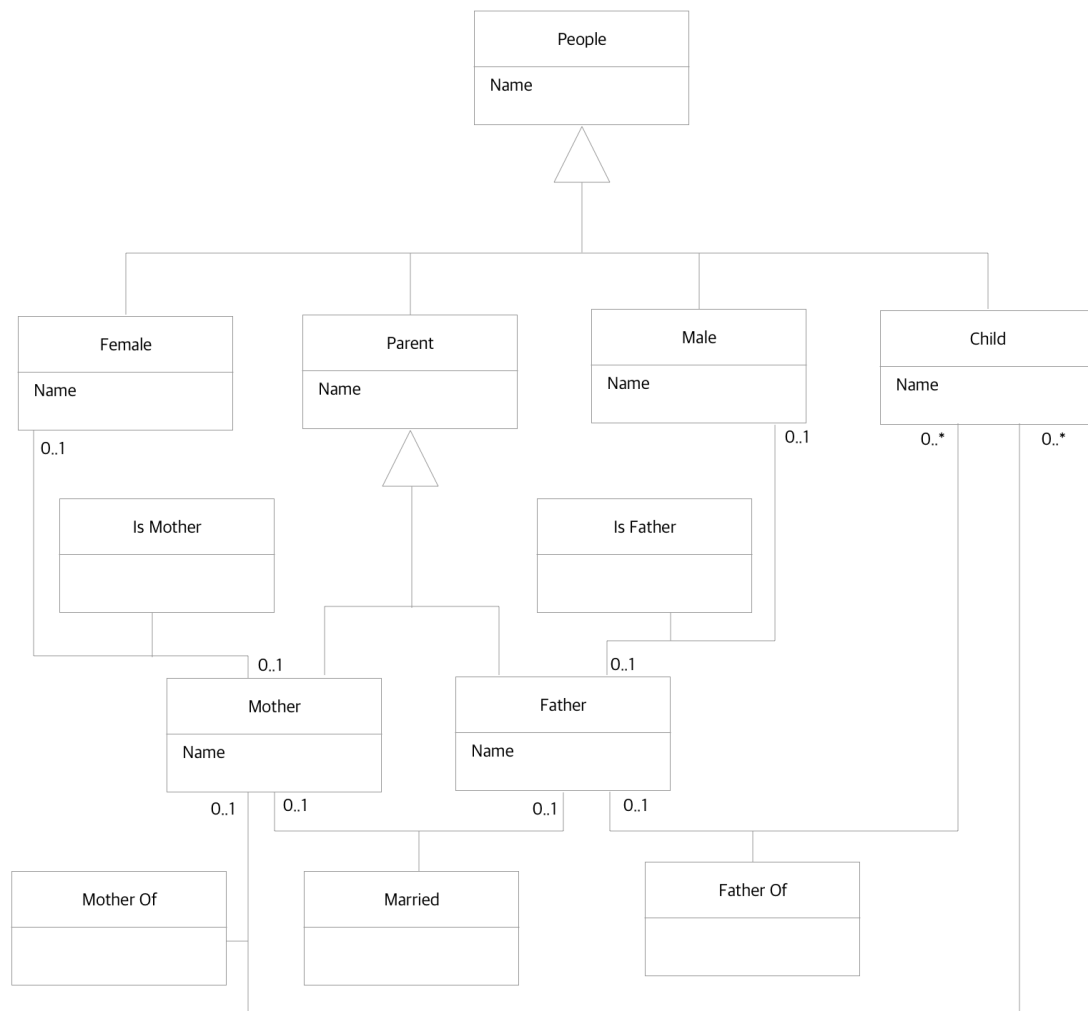 People
Name
Female
Parent
Male
Child
Name
Name
Name
Name
0..1
0..1
0..*
0..*
Is Mother
Is Father
0..1
0..1
Mother
Father
Name
Name
0..1
0..1
0..1
0..1
Mother Of
Married
Father Of